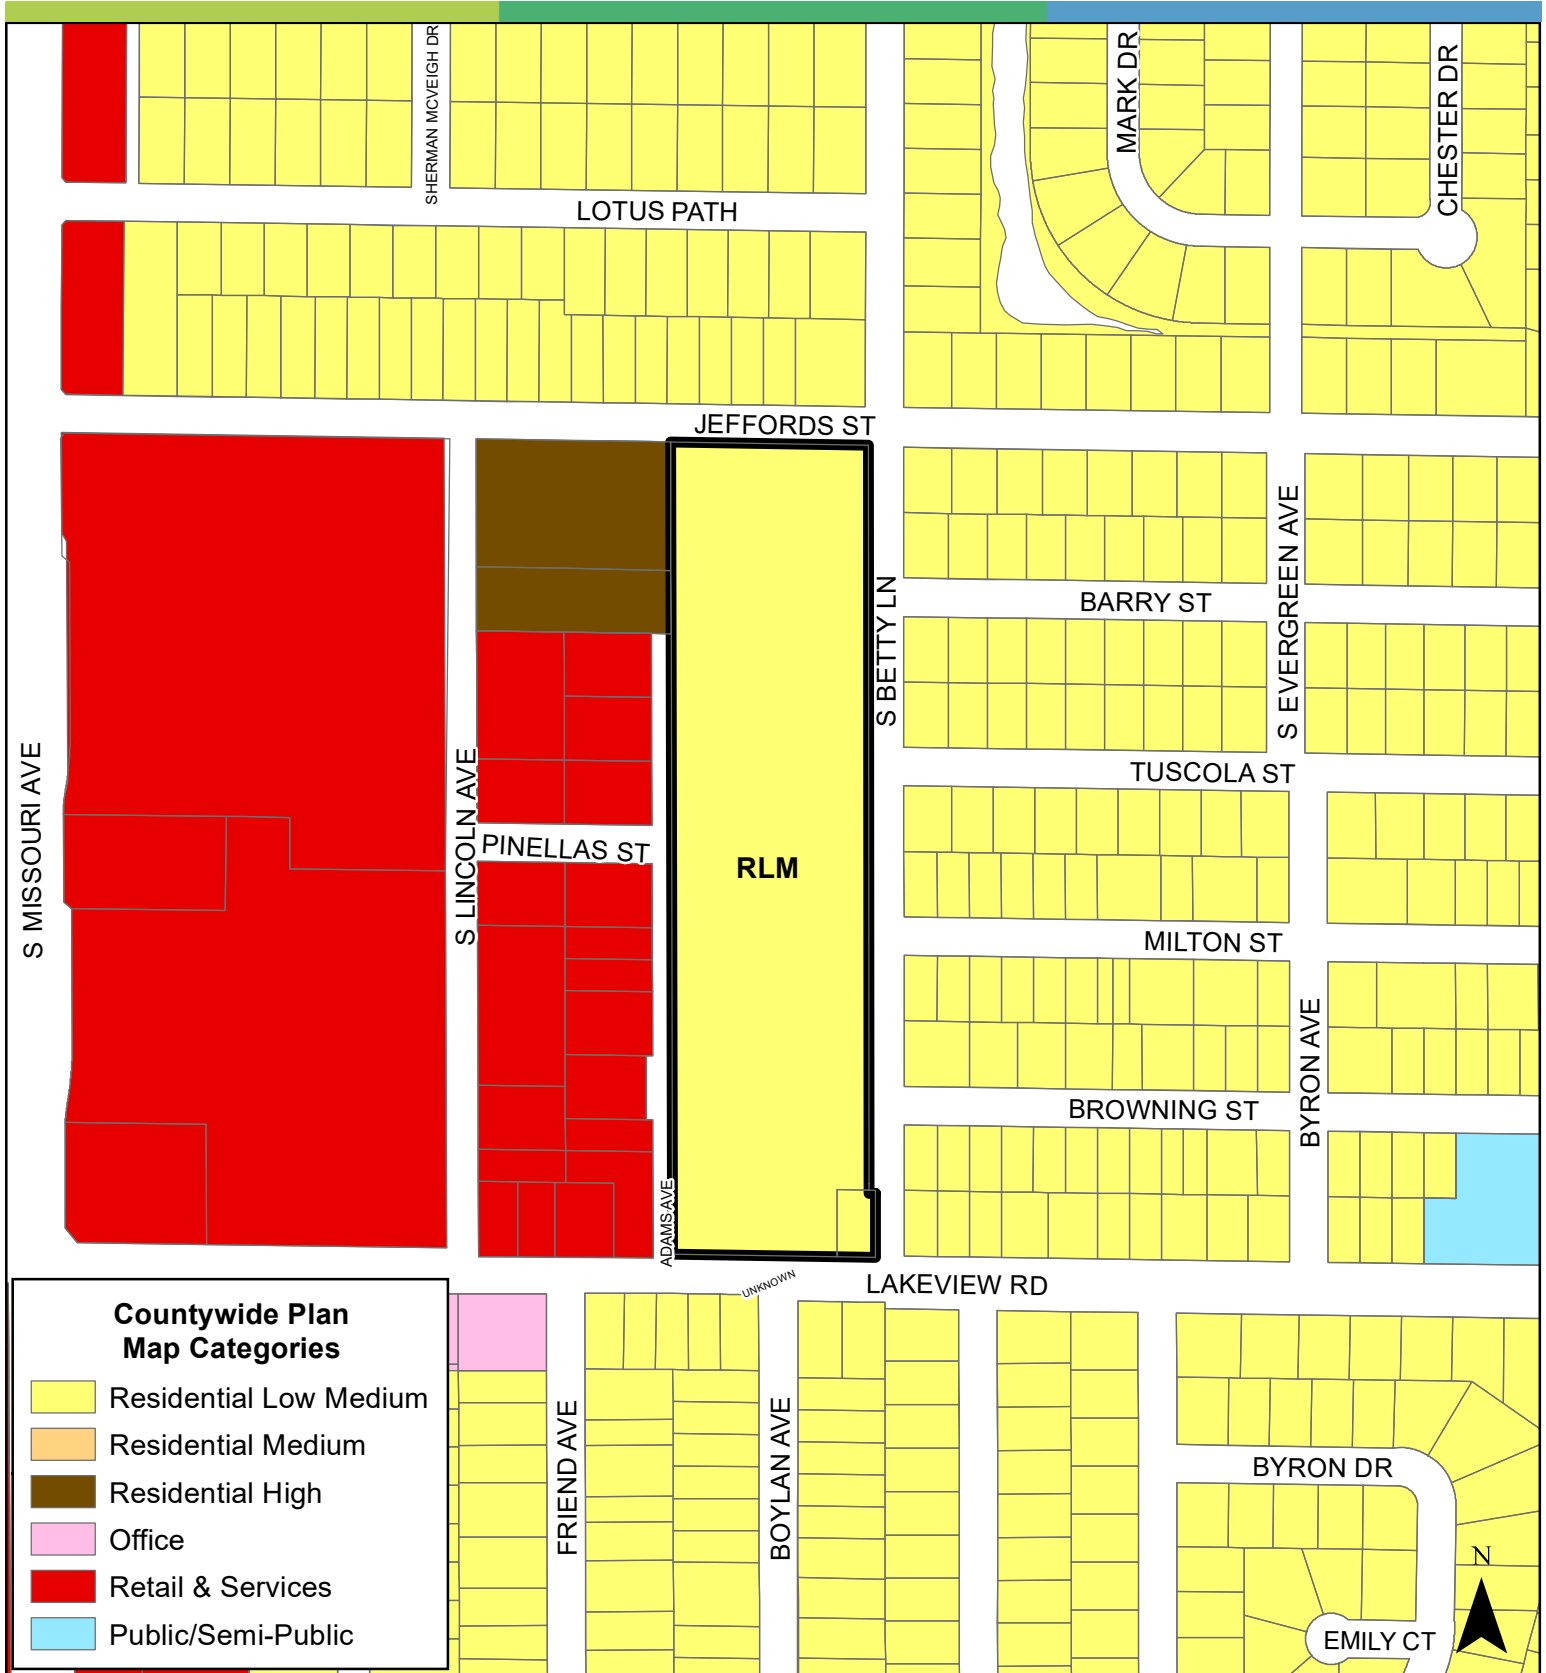 SHERMAN MCVEIGH DR
MARK DR
CHESTER DR
LOTUS PATH
JEFFORDS ST
S EVERGREEN AVE
S BETTY LN
BARRY ST
S MISSOURI AVE
S LINCOLN AVE
TUSCOLA ST
PINELLAS ST
RLM
MILTON ST
BYRON AVE
BROWNING ST
ADAMS AVE
UNKNOWN
LAKEVIEW RD
Countywide Plan
Map Categories
Residential Low Medium
Residential Medium
Residential High
Office
Retail & Services
Public/Semi-Public
FRIEND AVE
BOYLAN AVE
BYRON DR
N
EMILY CT